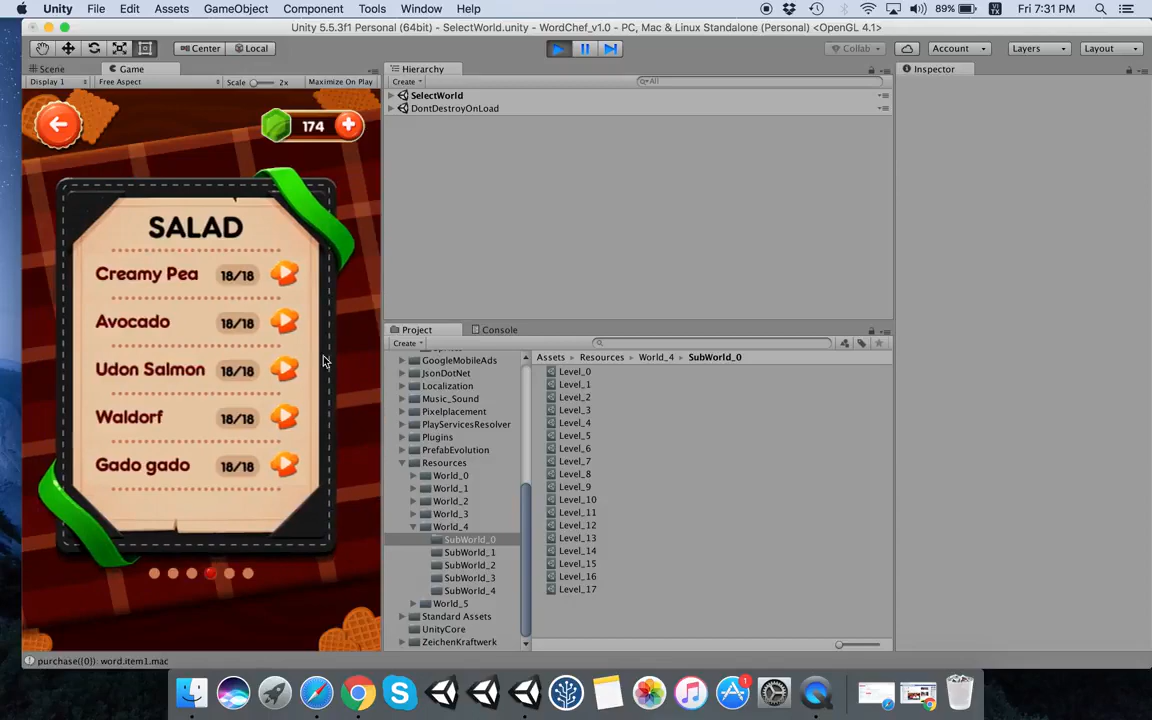 Unity File Edit Assets GameObject Component Tools Window Help 89% Fri 7:31 PM
Unity 5.5.3f1 Personal (64bit) - SelectWorld.unity - WordChef_v1.0 - PC, Mac & Linux Standalone (Personal) <OpenGL 4.1>
Center Local Collab Account Layers Layout
Scene Game
Display 1 Free Aspect Scale 2x Maximize On Play
Hierarchy
Create All
SelectWorld
DontDestroyOnLoad
Inspector
174
SALAD
Creamy Pea 18/18
Avocado 18/18
Udon Salmon 18/18
Waldorf 18/18
Gado gado 18/18
Project Console
Create
GoogleMobileAds
JsonDotNet
Localization
Music_Sound
Pixelplacement
PlayServicesResolver
Plugins
PrefabEvolution
Resources
World_0
World_1
World_2
World_3
World_4
SubWorld_0
SubWorld_1
SubWorld_2
SubWorld_3
SubWorld_4
World_5
Standard Assets
UnityCore
ZeichenKraftwerk
Assets Resources World_4 SubWorld_0
Level_0
Level_1
Level_2
Level_3
Level_4
Level_5
Level_6
Level_7
Level_8
Level_9
Level_10
Level_11
Level_12
Level_13
Level_14
Level_15
Level_16
Level_17
purchase({0}): word.item1.mac
1